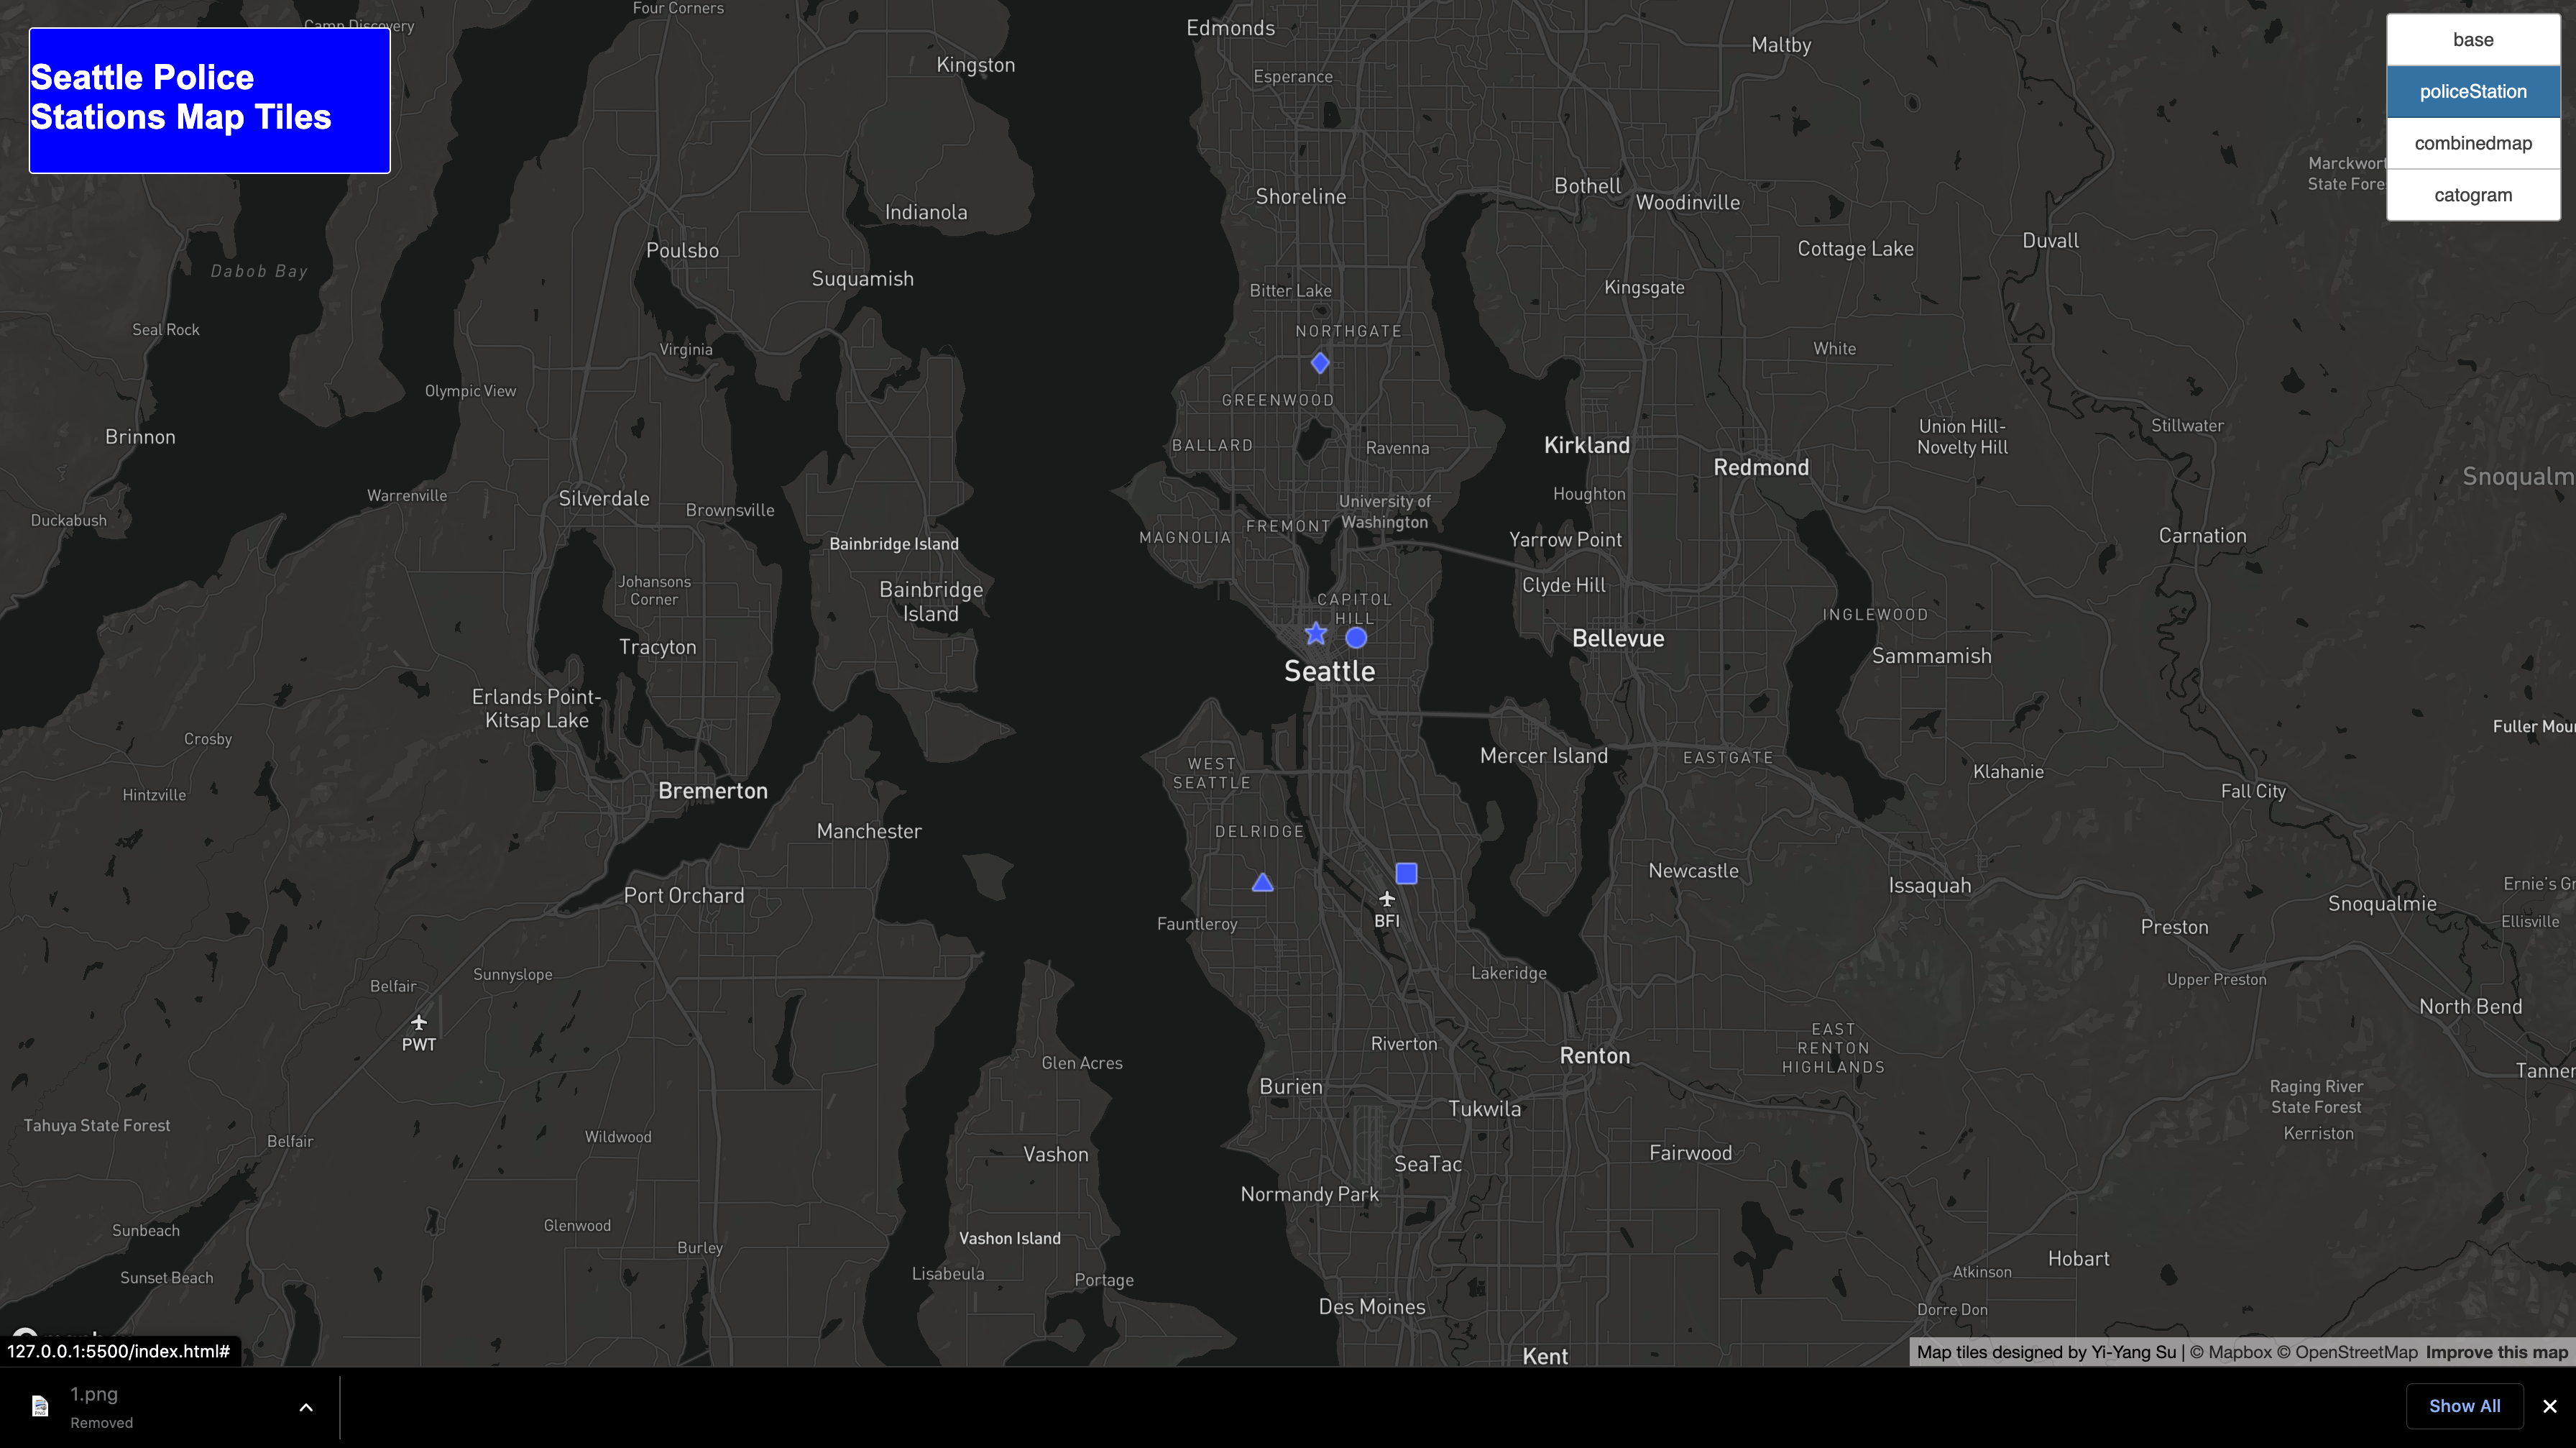 Four Corners
Edmonds
Camp Discovery
base
Maltby
Seattle Police
Stations Map Tiles
Kingston
Esperance
policeStation
combinedmap
Marckwort
State Fore
Shoreline
Bothell
Woodinville
catogram
Indianola
Poulsbo
Cottage Lake
Duvall
Dabob Bay
Suquamish
Bitter Lake
Kingsgate
Seal Rock
NORTHGATE
Virginia
White
Olympic View
GREENWOOD
Brinnon
BALLARD
Ravenna
Kirkland
Union Hill-
Novelty Hill
Stillwater
Redmond
Snoqualm
Warrenville
Silverdale
Brownsville
Houghton
University of
Washington
Duckabush
FREMONT
MAGNOLIA
Yarrow Point
Carnation
Bainbridge Island
Johansons
Corner
Bainbridge
Island
Clyde Hill
CAPITOL
HILL
INGLEWOOD
Tracyton
Bellevue
Sammamish
Seattle
Erlands Point-
Kitsap Lake
Crosby
Fuller Mou
WEST
SEATTLE
Mercer Island
EASTGATE
Klahanie
Hintzville
Bremerton
Fall City
Manchester
DELRIDGE
Newcastle
Issaquah
Ernie's Gr
Port Orchard
Snoqualmie
BFI
Fauntleroy
Preston
Ellisville
Sunnyslope
Lakeridge
Upper Preston
Belfair
North Bend
PWT
Riverton
Renton
EAST
RENTON
HIGHLANDS
Glen Acres
Tanner
Burien
Raging River
State Forest
Tukwila
Tahuya State Forest
Belfair
Wildwood
Kerriston
Vashon
Fairwood
SeaTac
Normandy Park
Sunbeach
Glenwood
Vashon Island
Burley
Hobart
Sunset Beach
Lisabeula
Portage
Atkinson
Des Moines
Dorre Don
127.0.0.1:5500/index.html#
Kent
Map tiles designed by Yi-Yang Su | © Mapbox © OpenStreetMap Improve this map
1.png
Removed
Show All